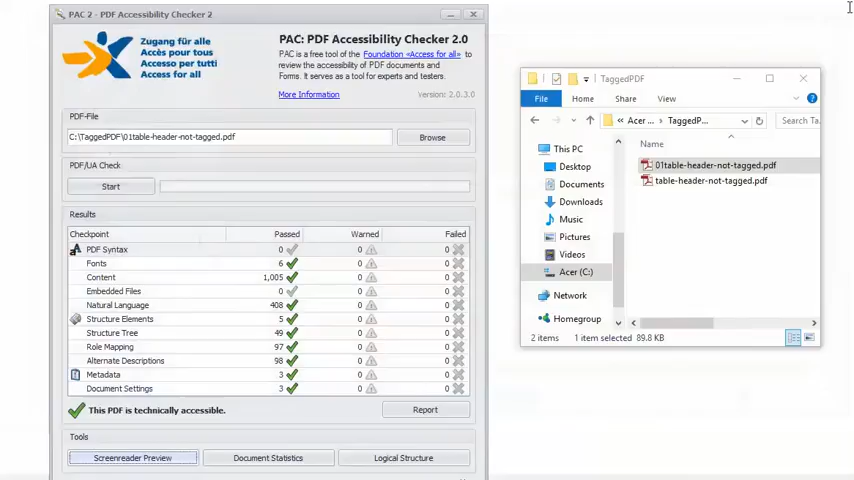 PAC 2 - PDF Accessibility Checker 2
Zugang für alle
Accès pour tous
Accesso per tutti
Access for all
PAC: PDF Accessibility Checker 2.0
PAC is a free tool of the Foundation «Access for all» to
review the accessibility of PDF documents and
Forms. It serves as a tool for experts and testers.
More Information
Version: 2.0.3.0
PDF-File
C:\TaggedPDF\01table-header-not-tagged.pdf
Browse
PDF/UA Check
Start
Results
Checkpoint Passed Warned Failed
PDF Syntax 0 0 0
Fonts 6 0 0
Content 1,005 0 0
Embedded Files 0 0 0
Natural Language 408 0 0
Structure Elements 5 0 0
Structure Tree 49 0 0
Role Mapping 97 0 0
Alternate Descriptions 98 0 0
Metadata 3 0 0
Document Settings 3 0 0
This PDF is technically accessible.
Report
Tools
Screenreader Preview
Document Statistics
Logical Structure
TaggedPDF
File Home Share View
« Acer ... > TaggedP...
Search Ta
This PC
Desktop
Documents
Downloads
Music
Pictures
Videos
Acer (C:)
Network
Homegroup
Name
01table-header-not-tagged.pdf
table-header-not-tagged.pdf
2 items 1 item selected 89.8 KB